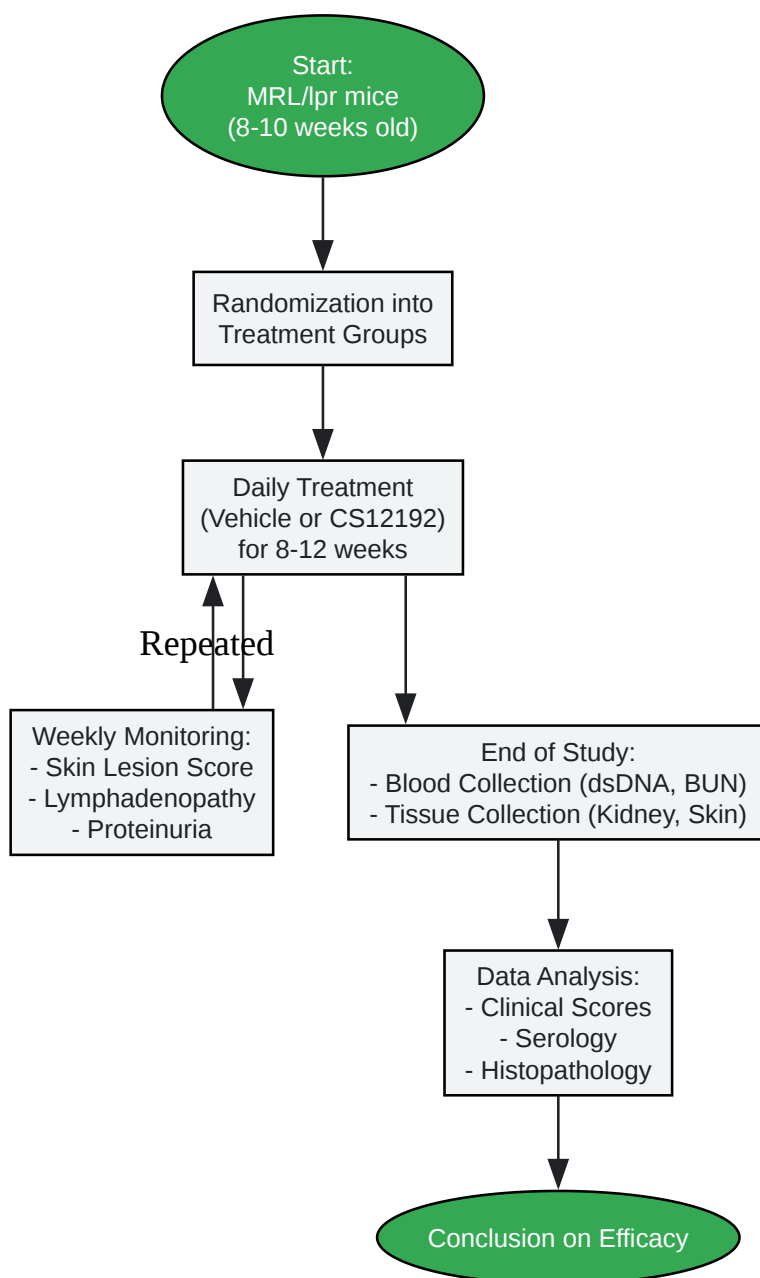 Start:
MRL/lpr mice
(8-10 weeks old)
Randomization into
Treatment Groups
Daily Treatment
(Vehicle or CS12192)
for 8-12 weeks
Repeated
Weekly Monitoring:
- Skin Lesion Score
- Lymphadenopathy
- Proteinuria
End of Study:
- Blood Collection (dsDNA, BUN)
- Tissue Collection (Kidney, Skin)
Data Analysis:
- Clinical Scores
- Serology
- Histopathology
Conclusion on Efficacy